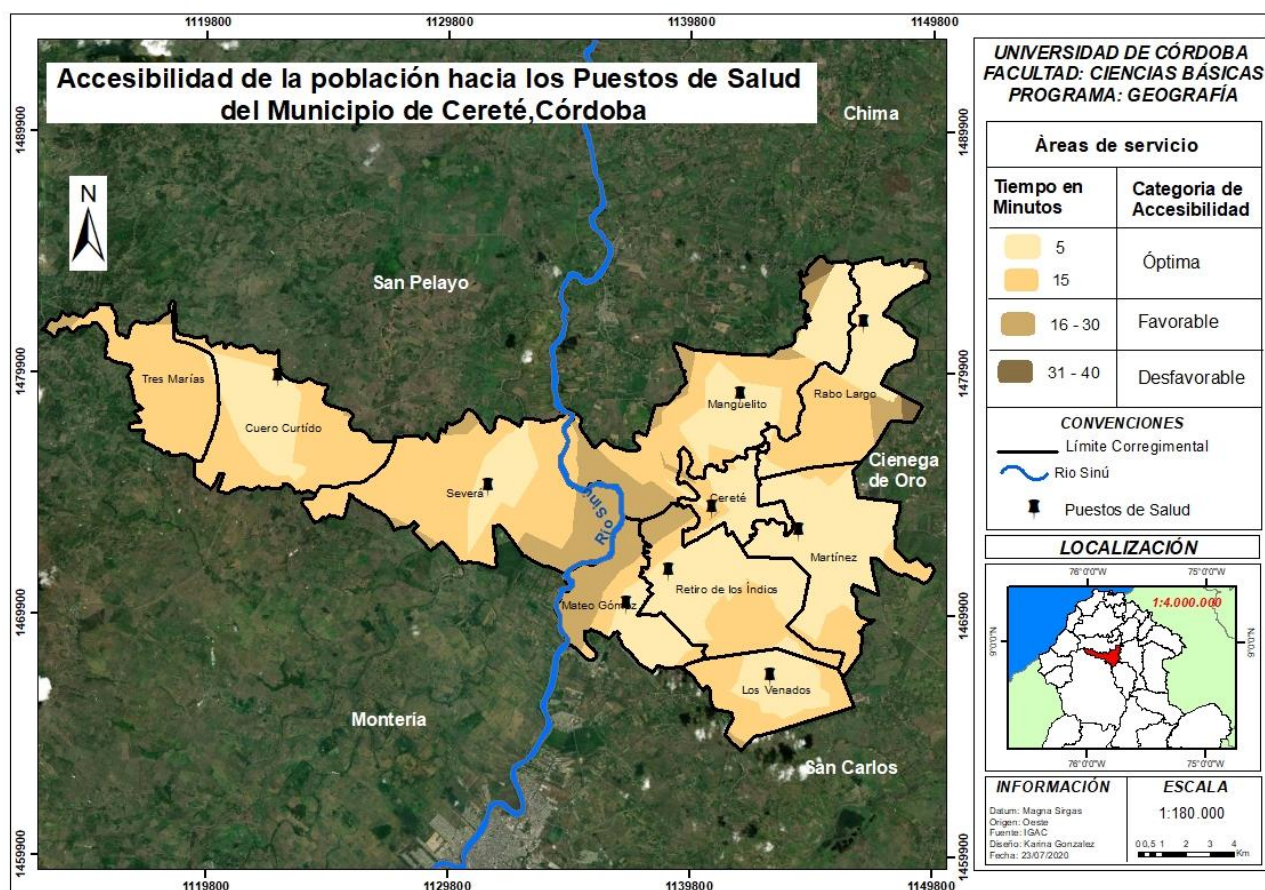 1119800
1129800
1139800
1149800
Accesibilidad de la población hacia los Puestos de Salud
del Municipio de Cereté,Córdoba
N
1489900
1489900
1479900
1479900
1469900
1469900
1459900
1459900
Chima
San Pelayo
Tres Marías
Cuero Curtído
Severá
Manguelito
Rabo Largo
Cienega
de Oro
Cereté
Rio Sinú
Martínez
Retiro de los Índios
Mateo Gómez
Los Venados
Montería
San Carlos
1119800
1129800
1139800
1149800
UNIVERSIDAD DE CÓRDOBA
FACULTAD: CIENCIAS BÁSICAS
PROGRAMA: GEOGRAFÍA
Àreas de servicio
Tiempo en
Minutos
Categoria de
Accesibilidad
5
15
Óptima
16 - 30
Favorable
31 - 40
Desfavorable
CONVENCIONES
Límite Corregimental
Rio Sinú
Puestos de Salud
LOCALIZACIÓN
76°0'0"W
75°0'0"W
1:4.000.000
9°0'0"N
9°0'0"N
76°0'0"W
75°0'0"W
INFORMACIÓN
Datum: Magna Sirgas
Origen: Oeste
Fuente: IGAC
Diseño: Karina Gonzalez
Fecha: 23/07/2020
ESCALA
1:180.000
0 0,5 1 2 3 4
Km